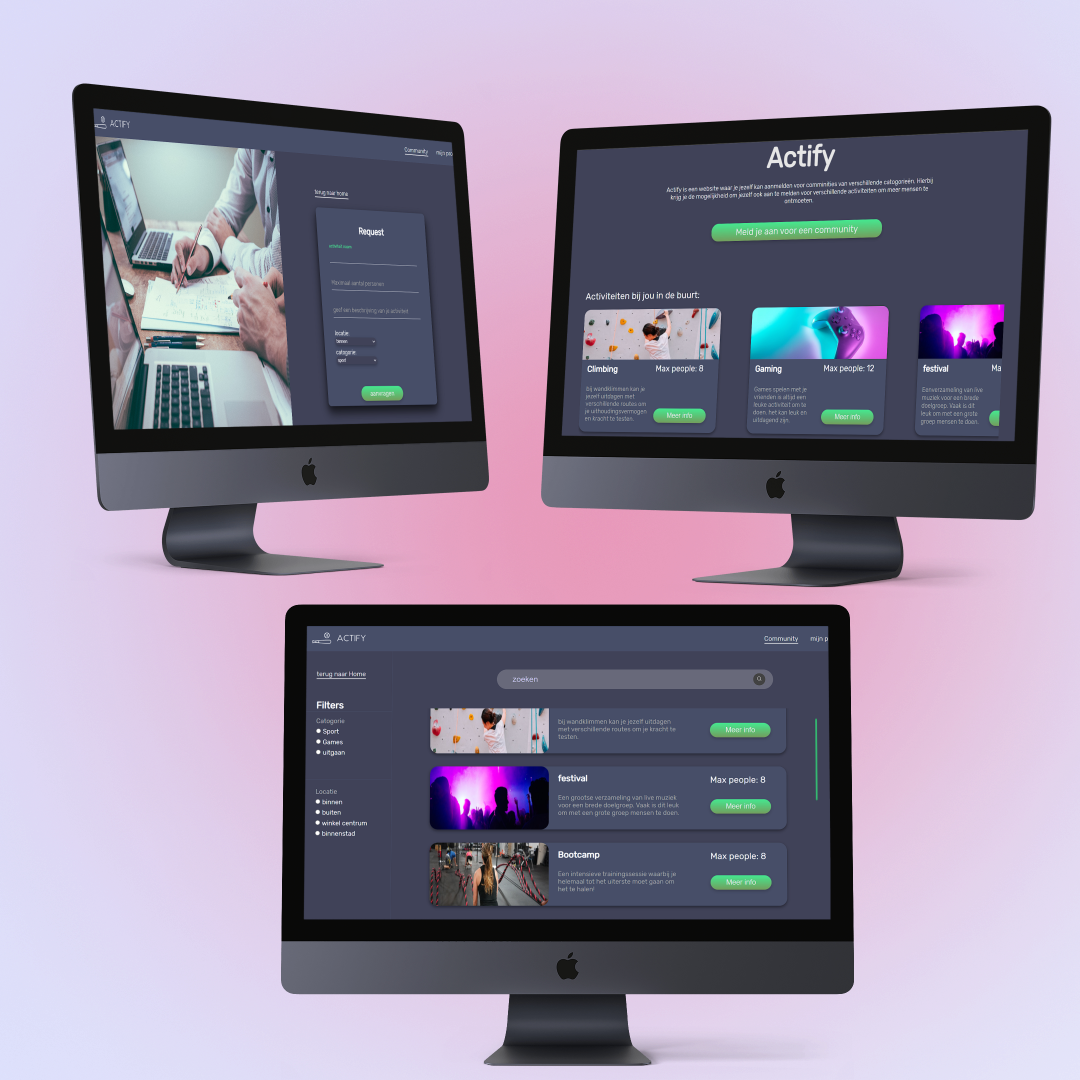 ACTIFY
Community mijn pro
terug naar home
Request
activiteit naam
Maximaal aantal personen
geef een beschrijving van je activiteit
locatie:
binnen
catogorie:
sport
aanvragen
Actify
Actify is een website waar je jezelf kan aanmelden voor comminities van verschillende catogorieën. Hierbij
krijg je de mogelijkheid om jezelf ook aan te melden voor verschillende activiteiten om meer mensen te
ontmoeten.
Meld je aan voor een community
Activiteiten bij jou in de buurt:
Climbing Max people: 8
bij wandklimmen kan je
jezelf uitdagen met
verschillende routes om
je uithoudingsvermogen
en kracht te testen.
Meer info
Gaming Max people: 12
Games spelen met je
vrienden is altijd een
leuke activiteit om te
doen. het kan leuk en
uitdagend zijn.
Meer info
festival Ma
Eenverzameling van live
muziek voor een brede
doelgroep. Vaak is dit
leuk om met een grote
groep mensen te doen.
ACTIFY
Community mijn p
terug naar Home
zoeken
Filters
Catogorie
Sport
Games
uitgaan
Locatie
binnen
buiten
winkel centrum
binnenstad
bij wandklimmen kan je jezelf uitdagen
met verschillende routes om je kracht te
testen.
Meer info
festival Max people: 8
Een grootse verzameling van live muziek
voor een brede doelgroep. Vaak is dit leuk
om met een grote groep mensen te doen.
Meer info
Bootcamp Max people: 8
Een intensieve trainingssessie waarbij je
helemaal tot het uiterste moet gaan om
het te halen!
Meer info